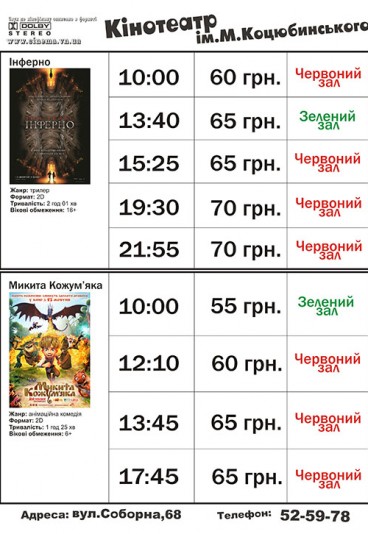 DOLBY
STEREO
www.cinema.vn.ua
Кінотеатр
ім.М.Коцюбинського
Інферно
ІНФЕРНО
Жанр: трилер
Формат: 2D
Тривалість: 2 год 01 хв
Вікові обмеження: 16+
10:00 60 грн. Червоний зал
13:40 65 грн. Зелений зал
15:25 65 грн. Червоний зал
19:30 70 грн. Червоний зал
21:55 70 грн. Червоний зал
Микита Кожум'яка
Микита
Кожум'яка
Жанр: анімаційна комедія
Формат: 2D
Тривалість: 1 год 25 хв
Вікові обмеження: 6+
10:00 55 грн. Зелений зал
12:10 60 грн. Червоний зал
13:45 65 грн. Червоний зал
17:45 65 грн. Червоний зал
Адреса: вул.Соборна,68 Телефон: 52-59-78